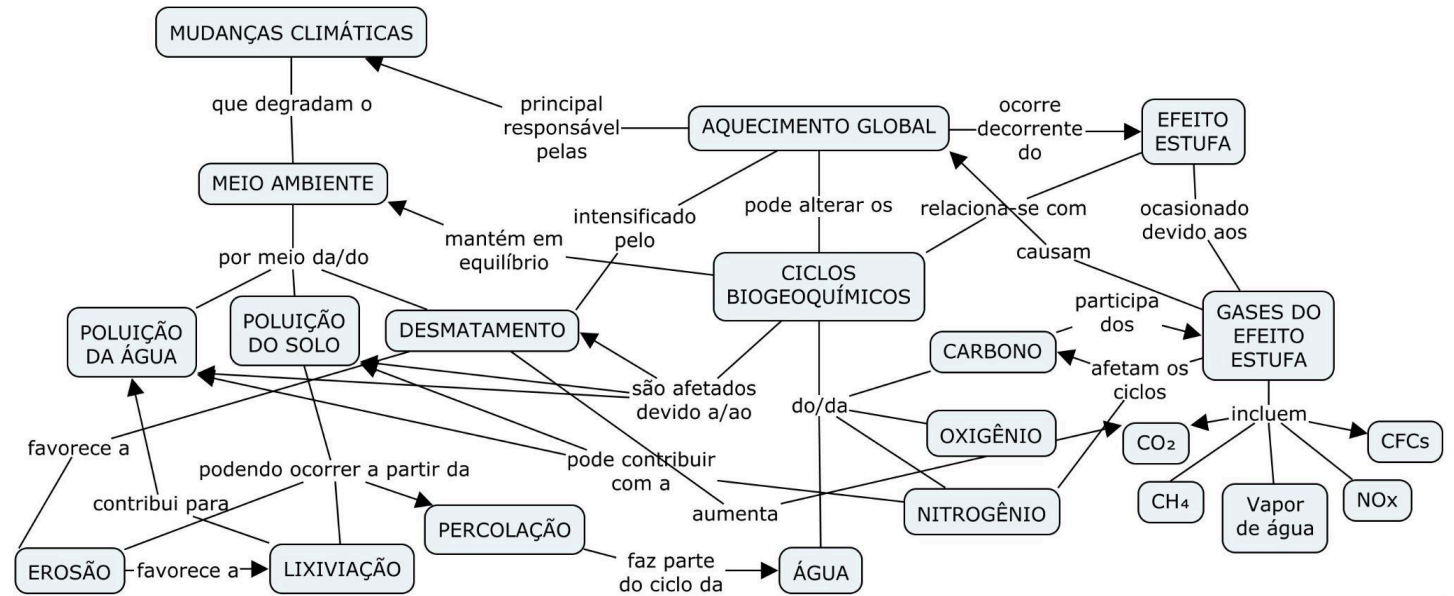 MUDANÇAS CLIMÁTICAS
que degradam o
principal
responsável
pelas
AQUECIMENTO GLOBAL
ocorre
decorrente
do
EFEITO
ESTUFA
MEIO AMBIENTE
intensificado
pelo
pode alterar os
relaciona-se com
ocasionado
devido aos
mantém em
equilíbrio
causam
por meio da/do
CICLOS
BIOGEOQUÍMICOS
participa
dos
GASES DO
EFEITO
ESTUFA
POLUIÇÃO
DA ÁGUA
POLUIÇÃO
DO SOLO
DESMATAMENTO
CARBONO
são afetados
devido a/ao
do/da
afetam os
ciclos
incluem
OXIGÊNIO
CO₂
CFCs
favorece a
podendo ocorrer a partir da
pode contribuir
com a
contribui para
PERCOLAÇÃO
aumenta
NITROGÊNIO
CH₄
Vapor
de água
NOx
EROSÃO
favorece a
LIXIVIAÇÃO
faz parte
do ciclo da
ÁGUA